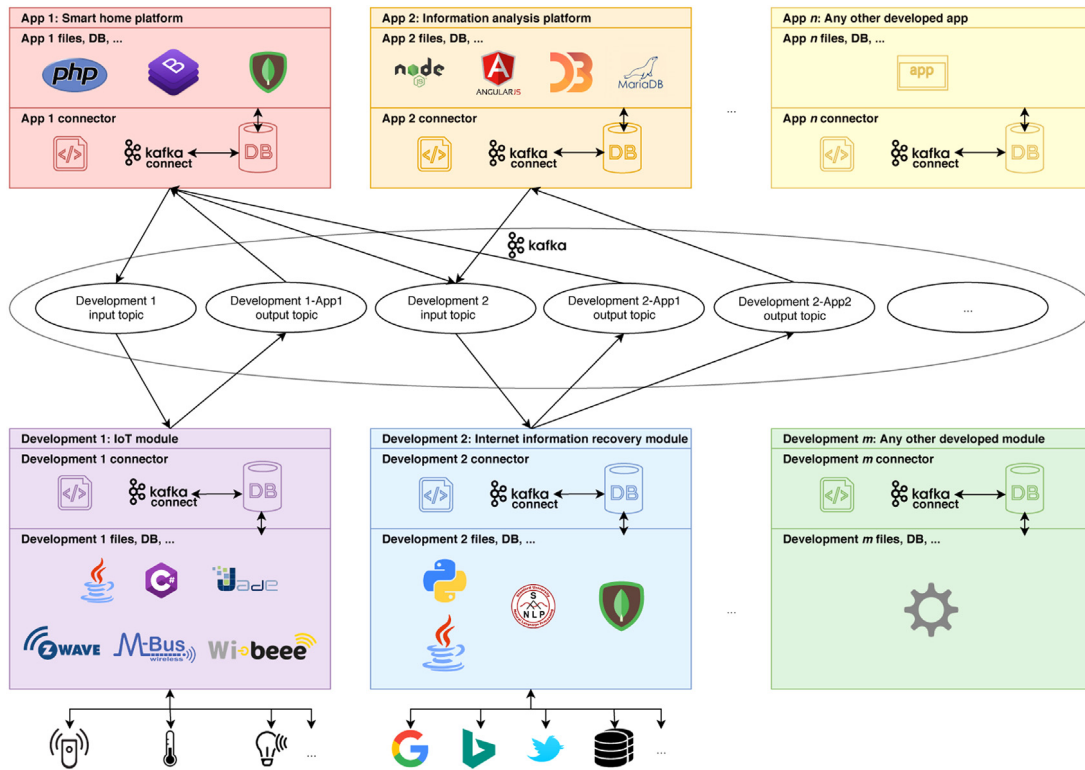 App 1: Smart home platform
App 1 files, DB, ...
php
B
App 1 connector
</>
kafka
connect
DB
App 2: Information analysis platform
App 2 files, DB, ...
node
JS
ANGULARJS
D3
MariaDB
App 2 connector
</>
kafka
connect
DB
...
App n: Any other developed app
App n files, DB, ...
app
App n connector
</>
kafka
connect
DB
kafka
Development 1
input topic
Development 1-App1
output topic
Development 2
input topic
Development 2-App1
output topic
Development 2-App2
output topic
...
Development 1: IoT module
Development 1 connector
</>
kafka
connect
DB
Development 1 files, DB, ...
C#
Jade
Z WAVE
M-Bus
wireless
Wi-beee
...
Development 2: Internet information recovery module
Development 2 connector
</>
kafka
connect
DB
Development 2 files, DB, ...
S
NLP
G
b
...
...
Development m: Any other developed module
Development m connector
</>
kafka
connect
DB
Development m files, DB, ...